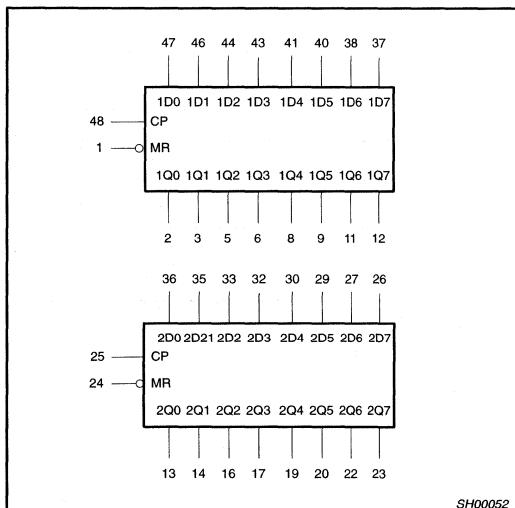 47 46 44 43 41 40 38 37
1D0 1D1 1D2 1D3 1D4 1D5 1D6 1D7
48 CP
1 MR
1Q0 1Q1 1Q2 1Q3 1Q4 1Q5 1Q6 1Q7
2 3 5 6 8 9 11 12
36 35 33 32 30 29 27 26
2D0 2D21 2D2 2D3 2D4 2D5 2D6 2D7
25 CP
24 MR
2Q0 2Q1 2Q2 2Q3 2Q4 2Q5 2Q6 2Q7
13 14 16 17 19 20 22 23
SH00052